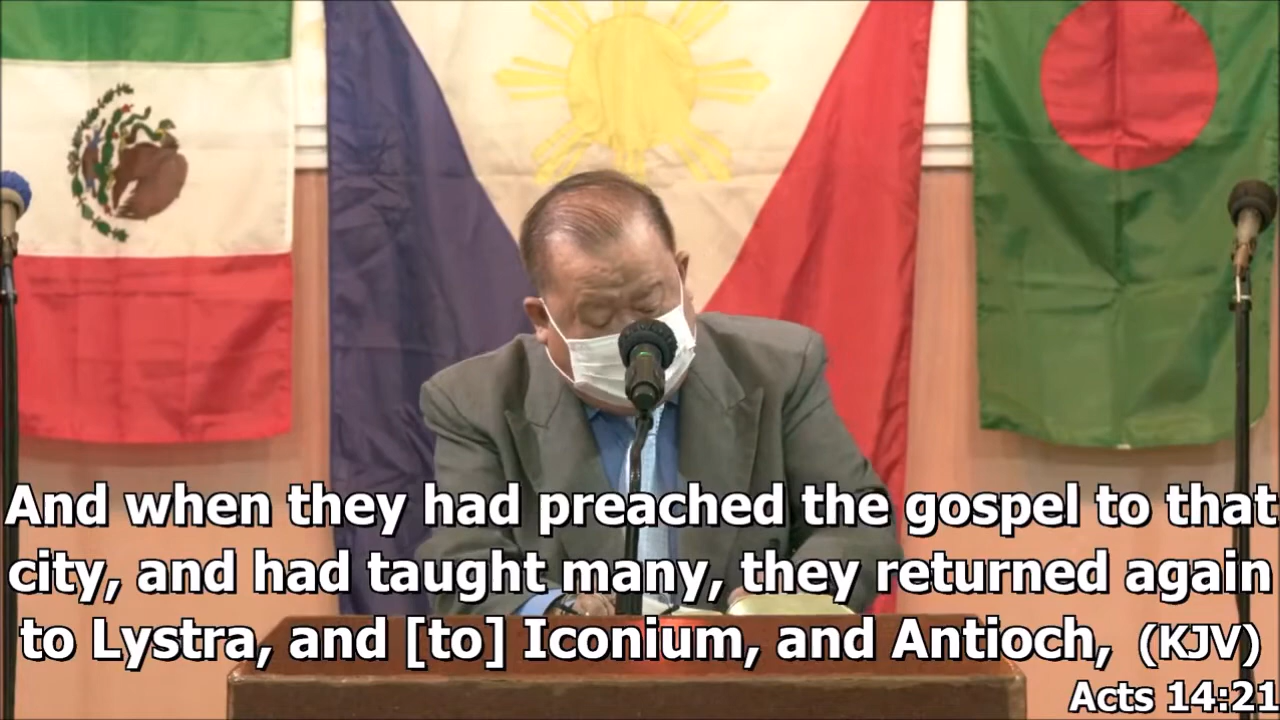 And when they had preached the gospel to that
city, and had taught many, they returned again
to Lystra, and [to] Iconium, and Antioch, (KJV)
Acts 14:21